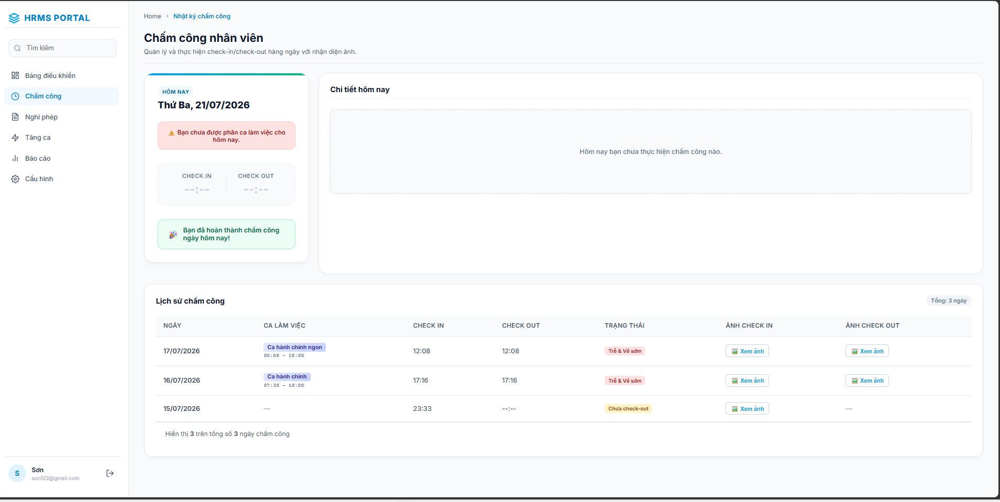 HRMS PORTAL
Tìm kiếm
Bảng điều khiển
Chấm công
Nghỉ phép
Tăng ca
Báo cáo
Cấu hình
Sơn
S
son123@gmail.com
Home › Nhật ký chấm công
Chấm công nhân viên
Quản lý và thực hiện check-in/check-out hàng ngày với nhận diện ảnh.
HÔM NAY
Thứ Ba, 21/07/2026
⚠️ Bạn chưa được phân ca làm việc cho
hôm nay.
CHECK IN CHECK OUT
--:-- --:--
🎉 Bạn đã hoàn thành chấm công
ngày hôm nay!
Chi tiết hôm nay
Hôm nay bạn chưa thực hiện chấm công nào.
Lịch sử chấm công
Tổng: 3 ngày
NGÀY CA LÀM VIỆC CHECK IN CHECK OUT TRẠNG THÁI ẢNH CHECK IN ẢNH CHECK OUT
17/07/2026 Ca hành chính ngon 12:08 12:08 Trễ & Về sớm Xem ảnh Xem ảnh
00:06 – 18:00
16/07/2026 Ca hành chính 17:16 17:16 Trễ & Về sớm Xem ảnh Xem ảnh
07:36 – 18:00
15/07/2026 — 23:33 --:-- Chưa check-out Xem ảnh —
Hiển thị 3 trên tổng số 3 ngày chấm công